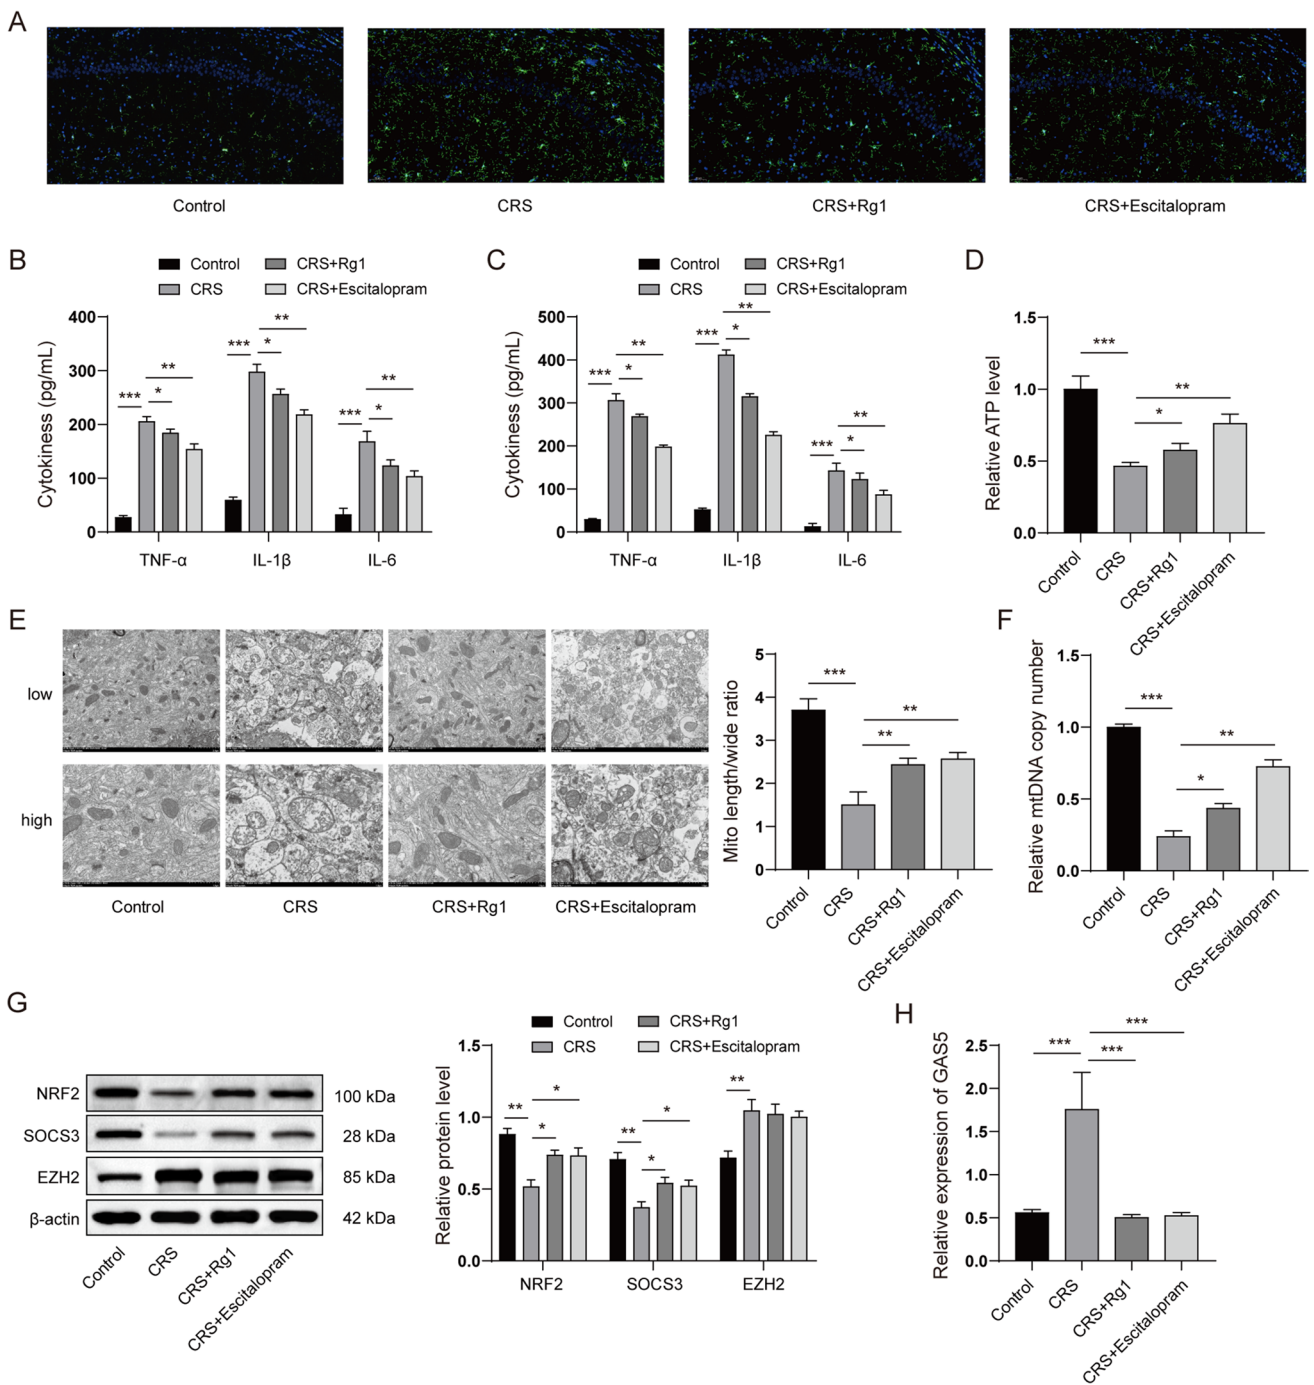 A
Control
CRS
CRS+Rg1
CRS+Escitalopram
B
Control
CRS+Rg1
CRS
CRS+Escitalopram
Cytokiness (pg/mL)
400
300
200
100
0
***
*
**
***
*
**
***
*
**
TNF-α
IL-1β
IL-6
C
Control
CRS+Rg1
CRS
CRS+Escitalopram
Cytokiness (pg/mL)
500
400
300
200
100
0
***
*
**
***
*
**
***
*
**
TNF-α
IL-1β
IL-6
D
Relative ATP level
1.5
1.0
0.5
0.0
***
*
**
Control
CRS
CRS+Rg1
CRS+Escitalopram
E
low
high
Control
CRS
CRS+Rg1
CRS+Escitalopram
Mito length/wide ratio
5
4
3
2
1
0
***
**
**
Control
CRS
CRS+Rg1
CRS+Escitalopram
F
Relative mtDNA copy number
1.5
1.0
0.5
0.0
***
*
**
Control
CRS
CRS+Rg1
CRS+Escitalopram
G
NRF2
100 kDa
SOCS3
28 kDa
EZH2
85 kDa
β-actin
42 kDa
Control
CRS
CRS+Rg1
CRS+Escitalopram
Control
CRS+Rg1
CRS
CRS+Escitalopram
Relative protein level
1.5
1.0
0.5
0.0
**
*
*
**
*
*
**
NRF2
SOCS3
EZH2
H
Relative expression of GAS5
2.5
2.0
1.5
1.0
0.5
0.0
***
***
***
Control
CRS
CRS+Rg1
CRS+Escitalopram